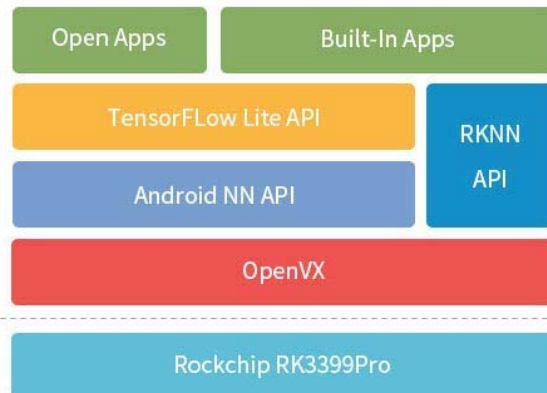 Open Apps
Built-In Apps
TensorFLow Lite API
RKNN
API
Android NN API
OpenVX
Rockchip RK3399Pro